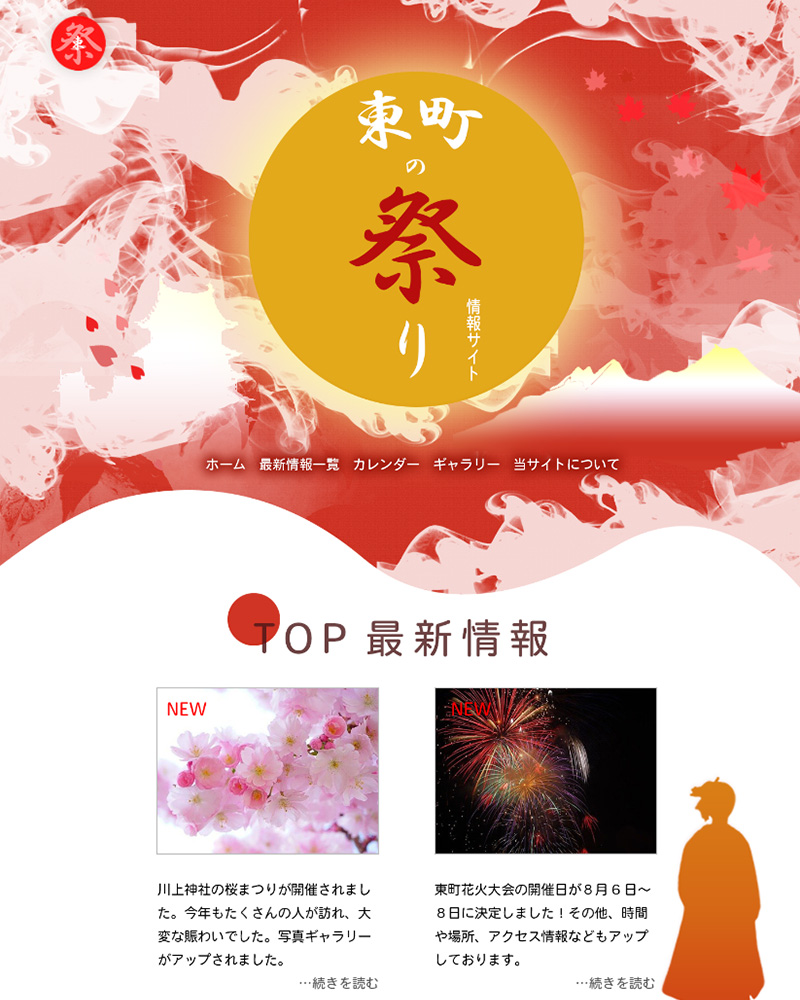 祭
東
東町
の
祭
り
情報サイト
ホーム 最新情報一覧 カレンダー ギャラリー 当サイトについて
TOP 最新情報
NEW
川上神社の桜まつりが開催されまし
た。今年もたくさんの人が訪れ、大
変な賑わいでした。写真ギャラリー
がアップされました。
…続きを読む
NEW
東町花火大会の開催日が8月6日〜
8日に決定しました!その他、時間
や場所、アクセス情報などもアップ
しております。
…続きを読む